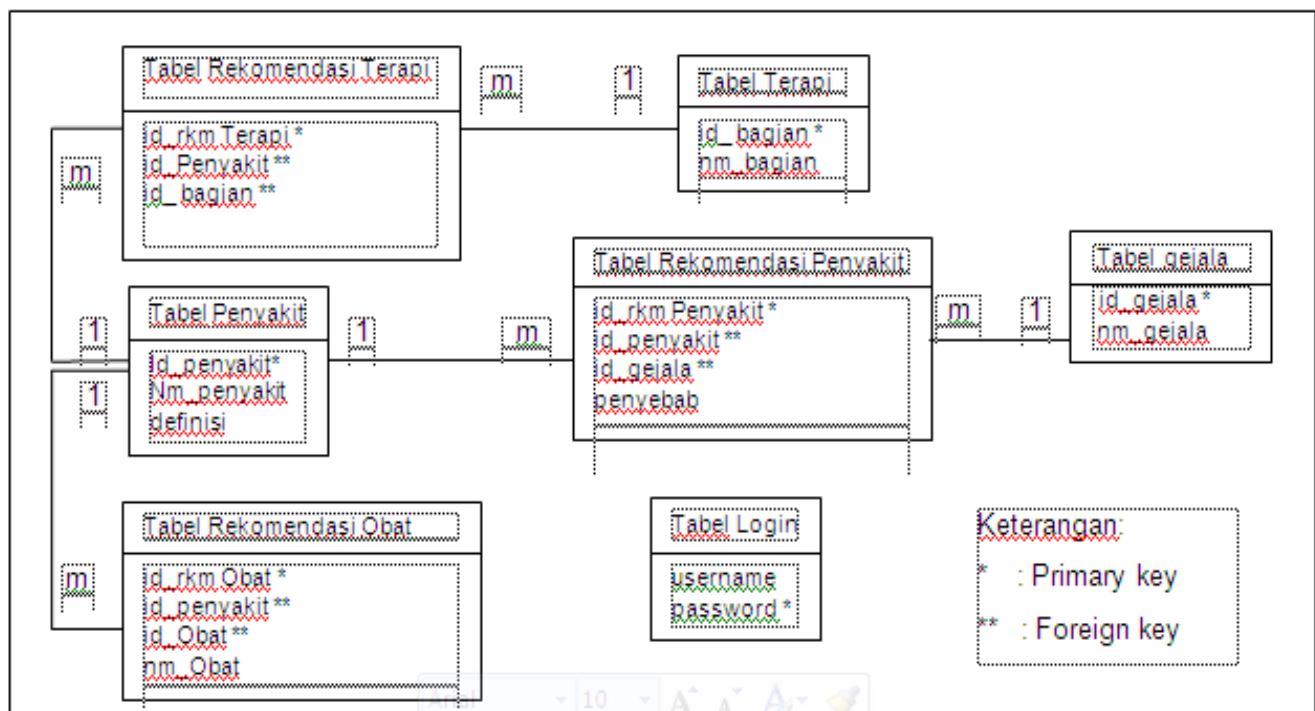 Tabel Rekomendasi Terapi
id_rkm Terapi *
id_Penyakit **
id_ bagian **
m
1
Tabel Terapi
id_ bagian *
nm_bagian
m
1
Tabel Penyakit
id_penyakit*
Nm_penyakit
definisi
1
m
Tabel Rekomendasi Penyakit
id_rkm Penyakit *
id_penyakit **
id_gejala **
penyebab
m
1
Tabel gejala
id_gejala *
nm_gejala
1
m
Tabel Rekomendasi Obat
id_rkm Obat *
id_penyakit **
id_Obat **
nm_Obat
Tabel Login
username
password *
Keterangan:
* : Primary key
** : Foreign key
Arial 10